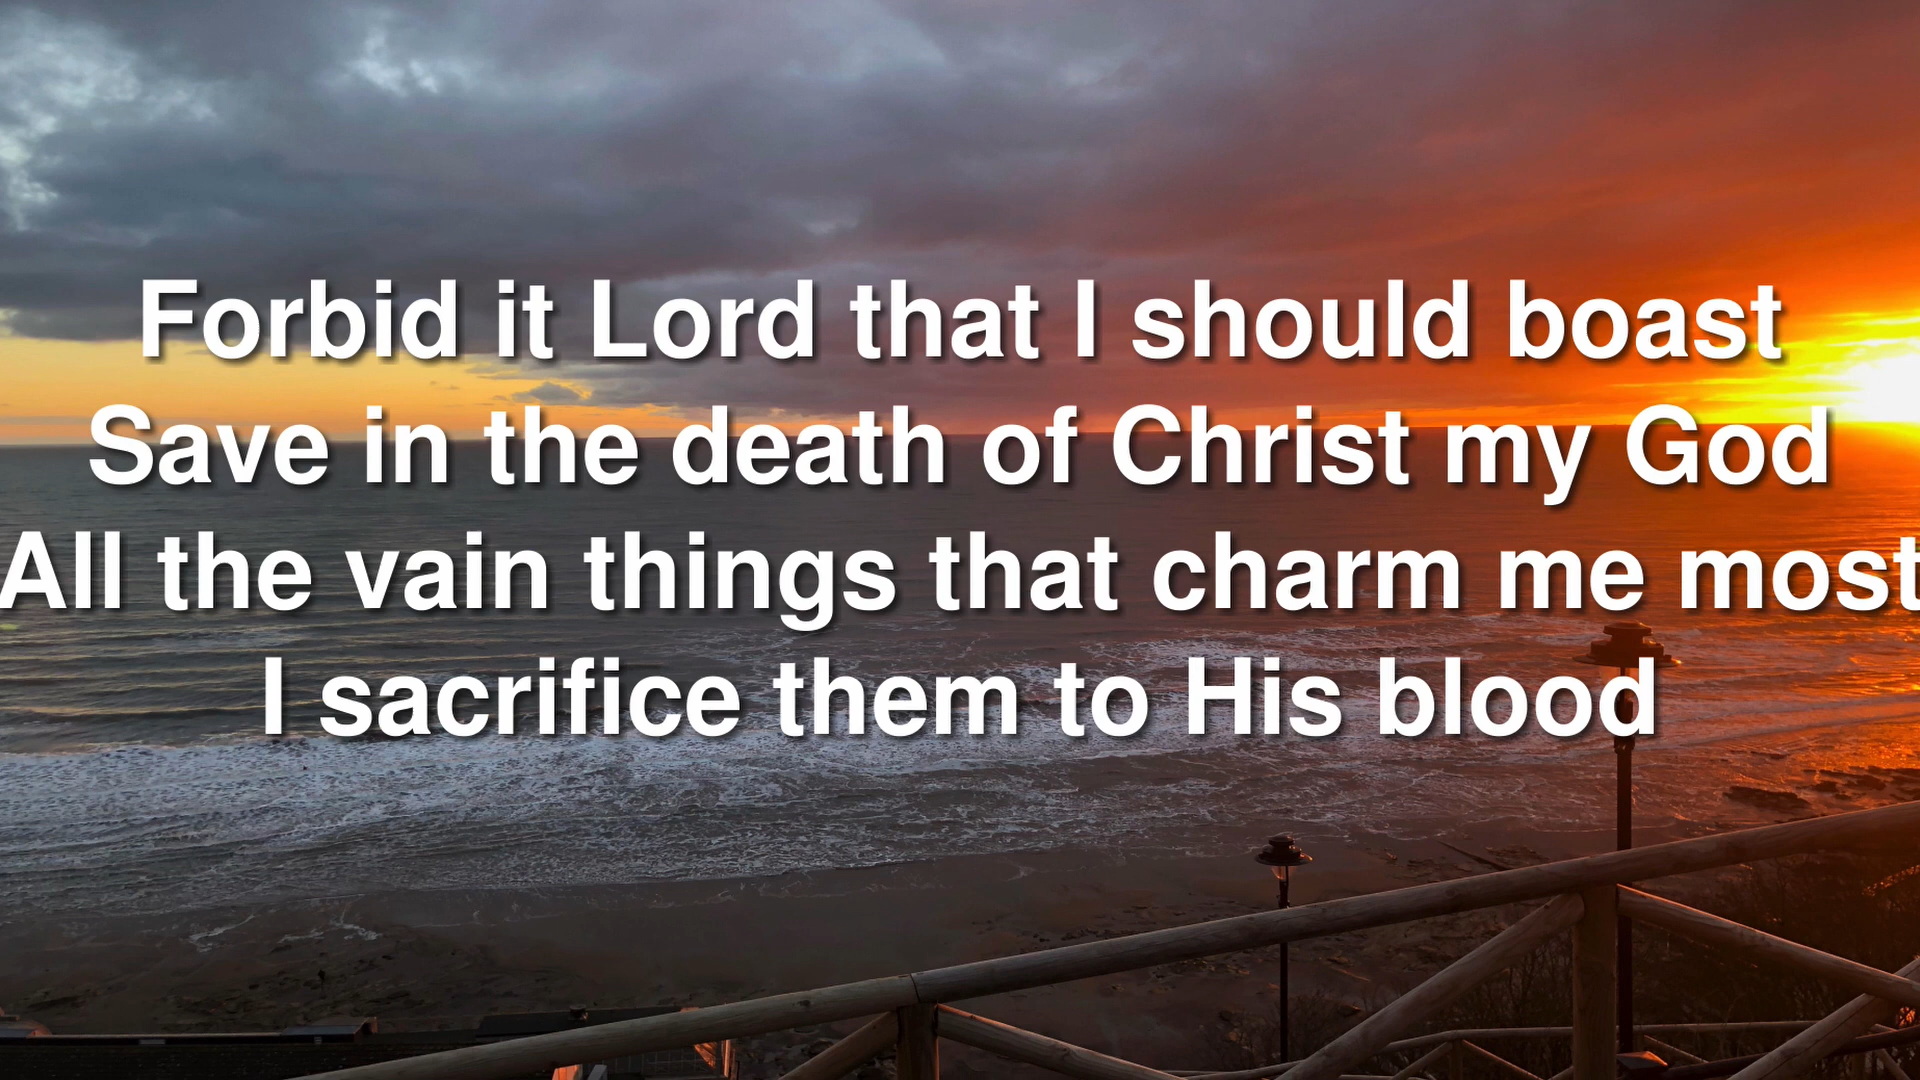 Forbid it Lord that I should boast
Save in the death of Christ my God
All the vain things that charm me most
I sacrifice them to His blood